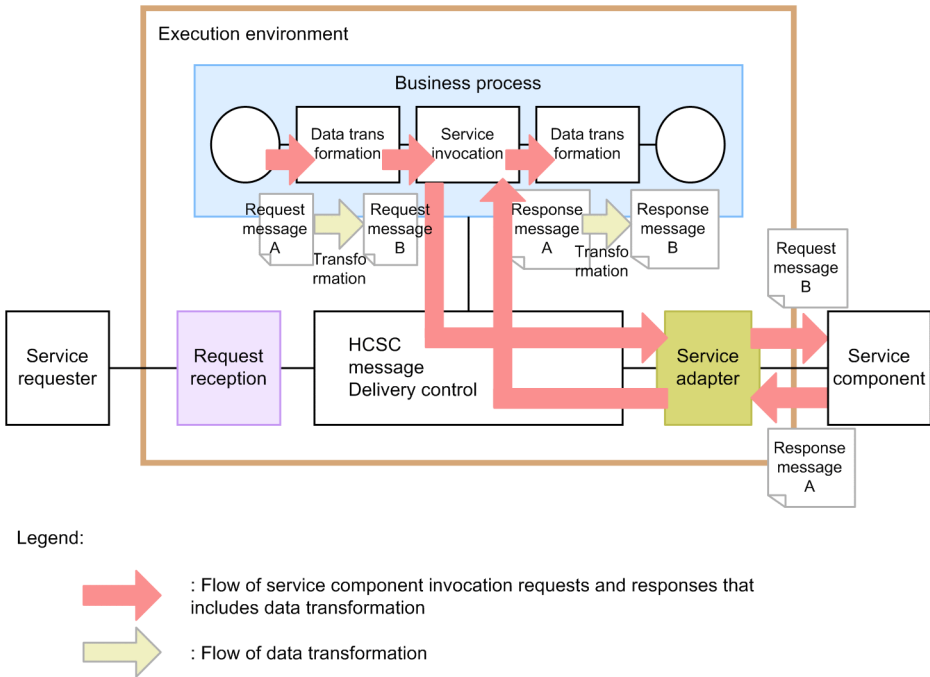 Execution environment
Business process
Data trans
formation
Service
invocation
Data trans
formation
Request
message
A
Transfo
rmation
Request
message
B
Response
message
A
Transfo
rmation
Response
message
B
Request
message
B
Service
requester
Request
reception
HCSC
message
Delivery control
Service
adapter
Service
component
Response
message
A
Legend:
: Flow of service component invocation requests and responses that
includes data transformation
: Flow of data transformation